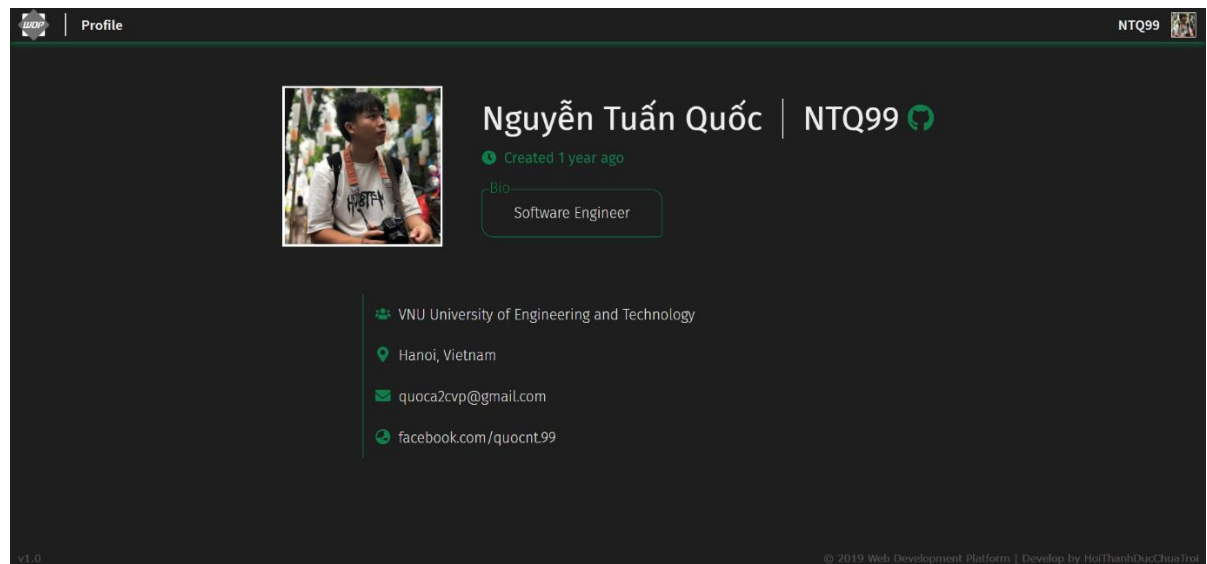 WDP Profile NTQ99
Nguyễn Tuấn Quốc | NTQ99
Created 1 year ago
Bio
Software Engineer
VNU University of Engineering and Technology
Hanoi, Vietnam
quoca2cvp@gmail.com
facebook.com/quocnt.99
v1.0 © 2019 Web Development Platform | Develop by HoiThanhDucChuaTroi